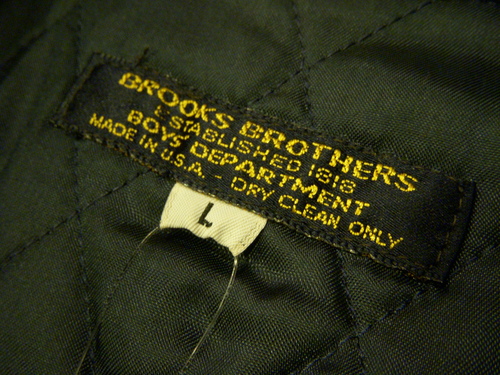 BROOKS BROTHERS
ESTABLISHED 1818
BOYS' DEPARTMENT
MADE IN U.S.A. - DRY CLEAN ONLY
L